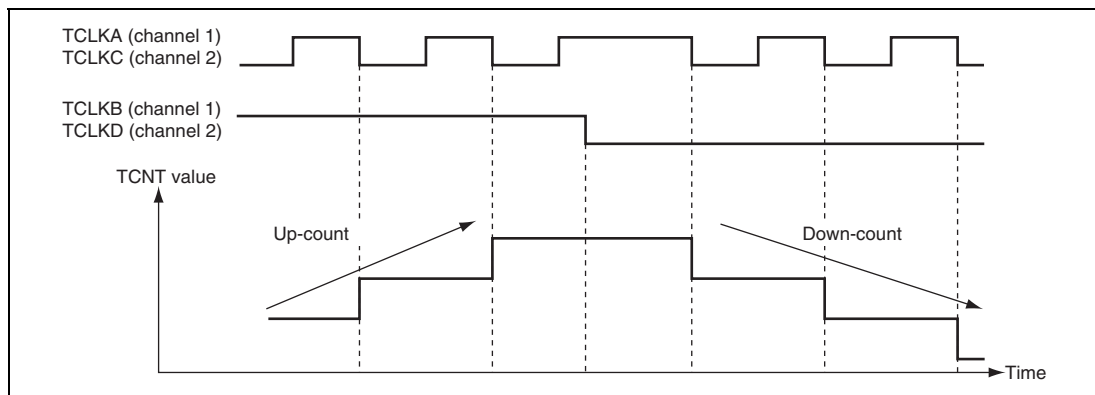 TCLKA (channel 1)
TCLKC (channel 2)
TCLKB (channel 1)
TCLKD (channel 2)
TCNT value
Up-count
Down-count
Time